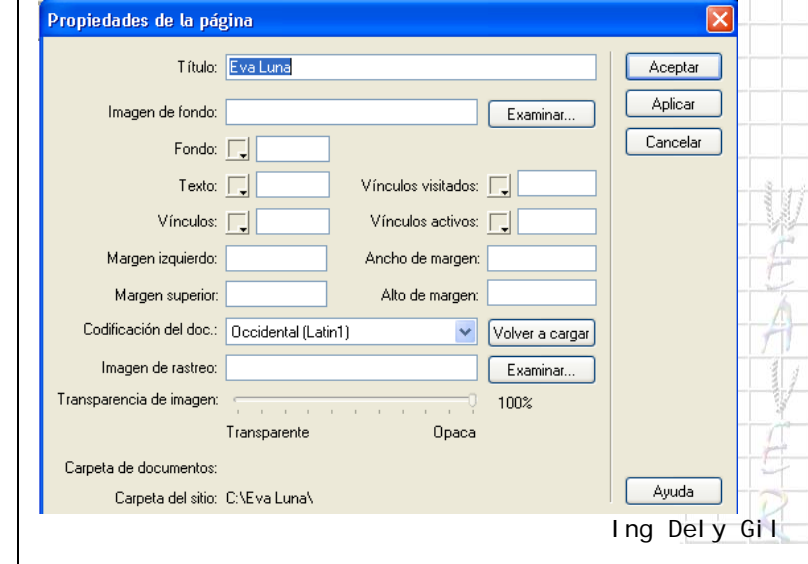 Propiedades de la página
Título: Eva Luna
Aceptar
Imagen de fondo: Examinar...
Aplicar
Fondo:
Cancelar
Texto: Vínculos visitados:
Vínculos: Vínculos activos:
Margen izquierdo: Ancho de margen:
Margen superior: Alto de margen:
Codificación del doc.: Occidental (Latin1) Volver a cargar
Imagen de rastreo: Examinar...
Transparencia de imagen: 100%
Transparente Opaca
Carpeta de documentos:
Carpeta del sitio: C:\Eva Luna\
Ayuda
Ing Dely Gil
WEAVER